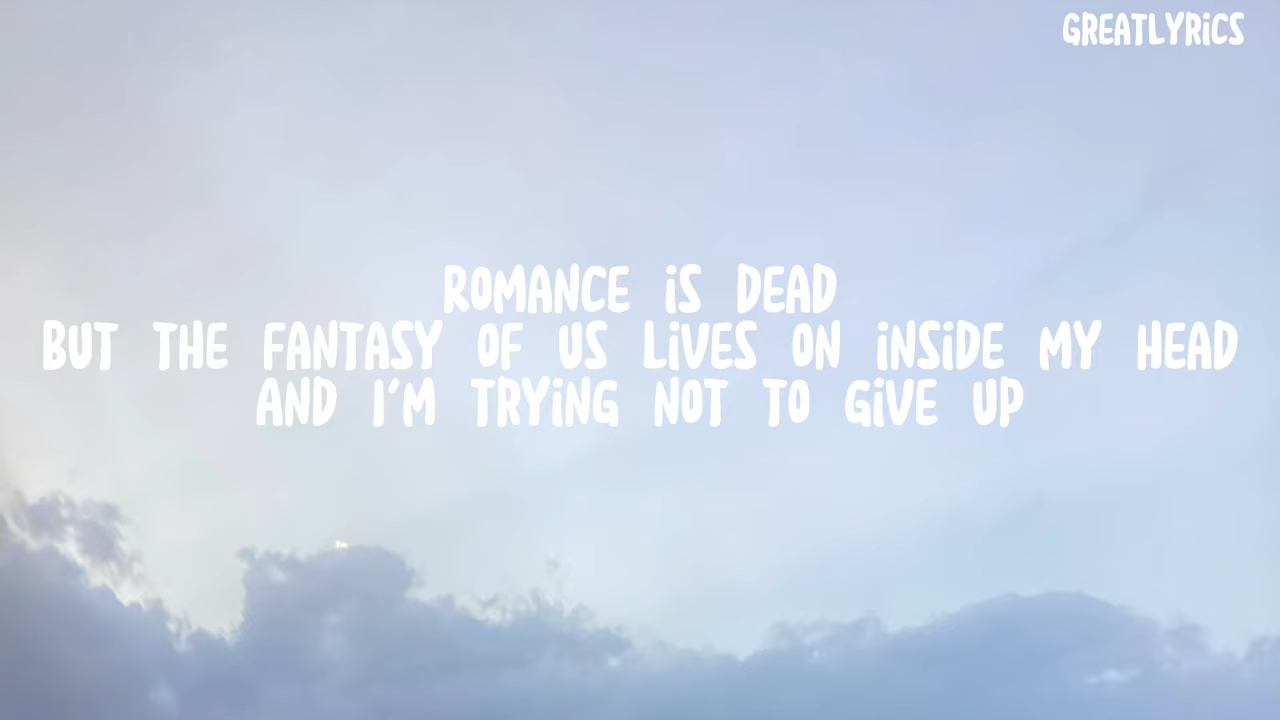 GREATLYRiCS
ROMANCE iS DEAD
BUT THE FANTASY OF US LiVES ON iNSiDE MY HEAD
AND I'M TRYiNG NOT TO GiVE UP